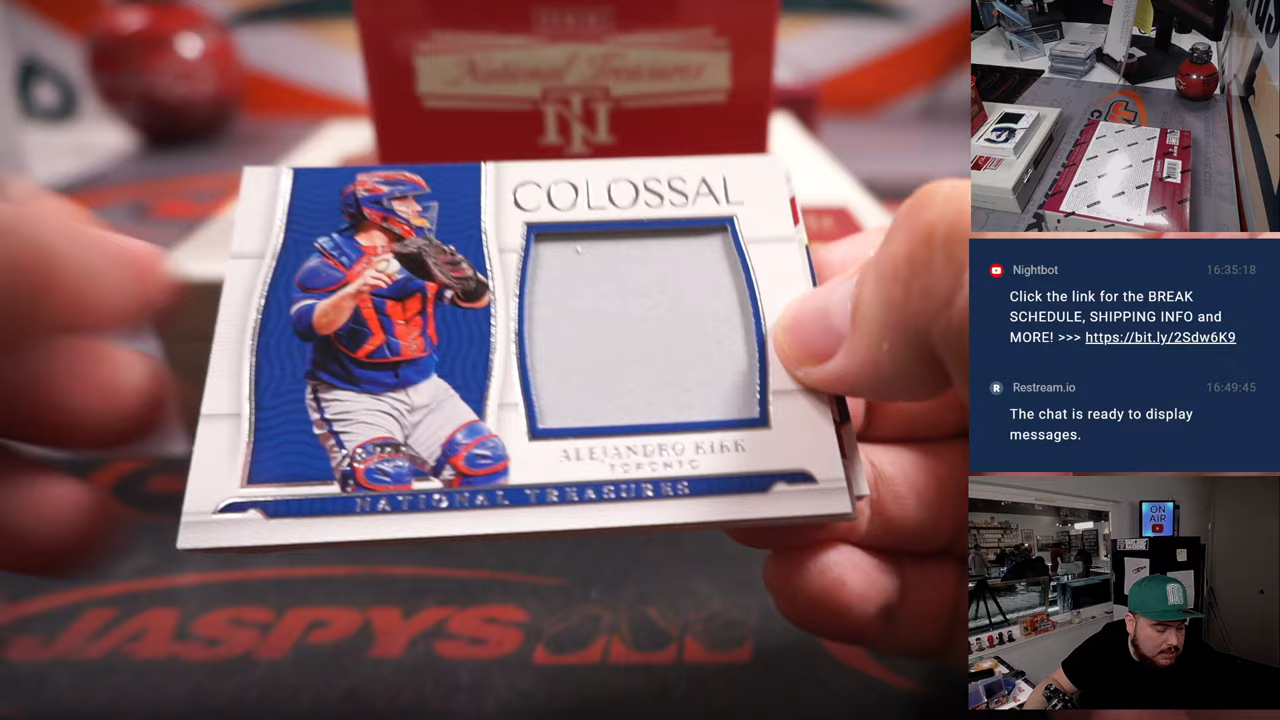 National Treasures
NT
COLOSSAL
ALEJANDRO KIRK
TORONTO
NATIONAL TREASURES
JASPYS
Nightbot
16:35:18
Click the link for the BREAK
SCHEDULE, SHIPPING INFO and
MORE! >>> https://bit.ly/2Sdw6K9
R
Restream.io
16:49:45
The chat is ready to display
messages.
ON
AIR